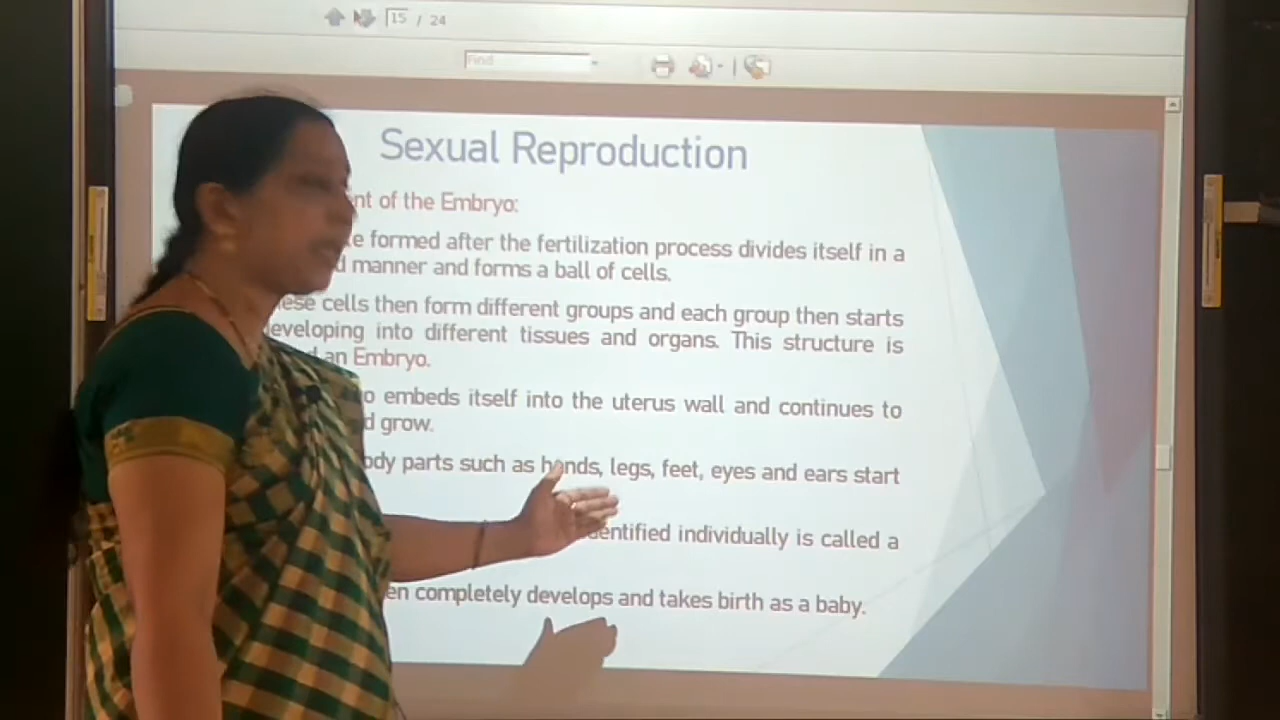 15 / 24
Find
Sexual Reproduction
nt of the Embryo:
e formed after the fertilization process divides itself in a
d manner and forms a ball of cells.
ese cells then form different groups and each group then starts
eveloping into different tissues and organs. This structure is
d an Embryo.
o embeds itself into the uterus wall and continues to
d grow.
ody parts such as hands, legs, feet, eyes and ears start
entified individually is called a
en completely develops and takes birth as a baby.